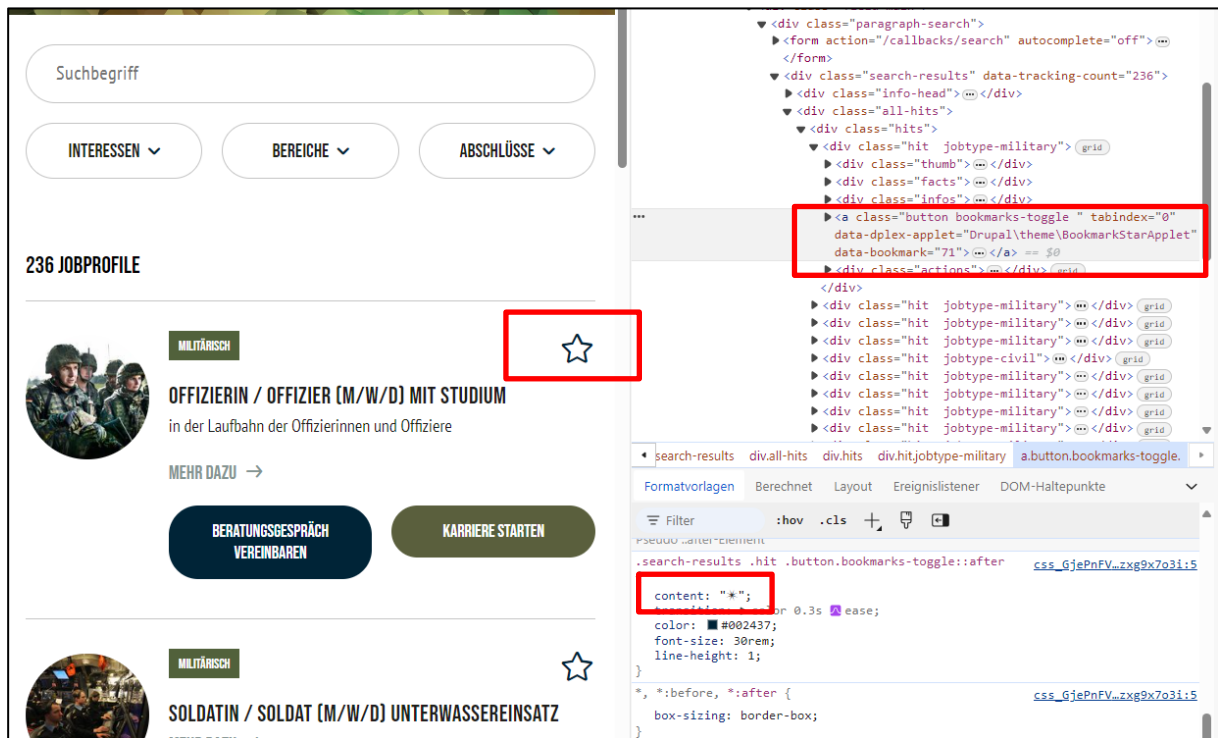 Suchbegriff
INTERESSEN
BEREICHE
ABSCHLÜSSE
236 JOBPROFILE
MILITÄRISCH
OFFIZIERIN / OFFIZIER (M/W/D) MIT STUDIUM
in der Laufbahn der Offizierinnen und Offiziere
MEHR DAZU →
BERATUNGSGESPRÄCH
VEREINBAREN
KARRIERE STARTEN
MILITÄRISCH
SOLDATIN / SOLDAT (M/W/D) UNTERWASSEREINSATZ
▼<div class="paragraph-search">
▶<form action="/callbacks/search" autocomplete="off">…
</form>
▼<div class="search-results" data-tracking-count="236">
▶<div class="info-head">…</div>
▼<div class="all-hits">
▼<div class="hits">
▼<div class="hit  jobtype-military"> grid
▶<div class="thumb">…</div>
▶<div class="facts">…</div>
▶<div class="infos">…</div>
▶<a class="button bookmarks-toggle " tabindex="0"
data-dplex-applet="Drupal\theme\BookmarkStarApplet"
data-bookmark="71">…</a> == $0
▶<div class="actions">…</div> grid
</div>
▶<div class="hit  jobtype-military">…</div> grid
▶<div class="hit  jobtype-military">…</div> grid
▶<div class="hit  jobtype-military">…</div> grid
▶<div class="hit  jobtype-civil">…</div> grid
▶<div class="hit  jobtype-military">…</div> grid
▶<div class="hit  jobtype-military">…</div> grid
▶<div class="hit  jobtype-military">…</div> grid
▶<div class="hit  jobtype-military">…</div> grid
search-results div.all-hits div.hits div.hit.jobtype-military a.button.bookmarks-toggle.
Formatvorlagen Berechnet Layout Ereignislistener DOM-Haltepunkte
Filter :hov .cls
Pseudo ::after-Element
.search-results .hit .button.bookmarks-toggle::after css_GjePnFV…zxg9x7o3i:5
content: "✶";
transition: ▶ color 0.3s ease;
color: #002437;
font-size: 30rem;
line-height: 1;
}
*, *:before, *:after { css_GjePnFV…zxg9x7o3i:5
box-sizing: border-box;
}